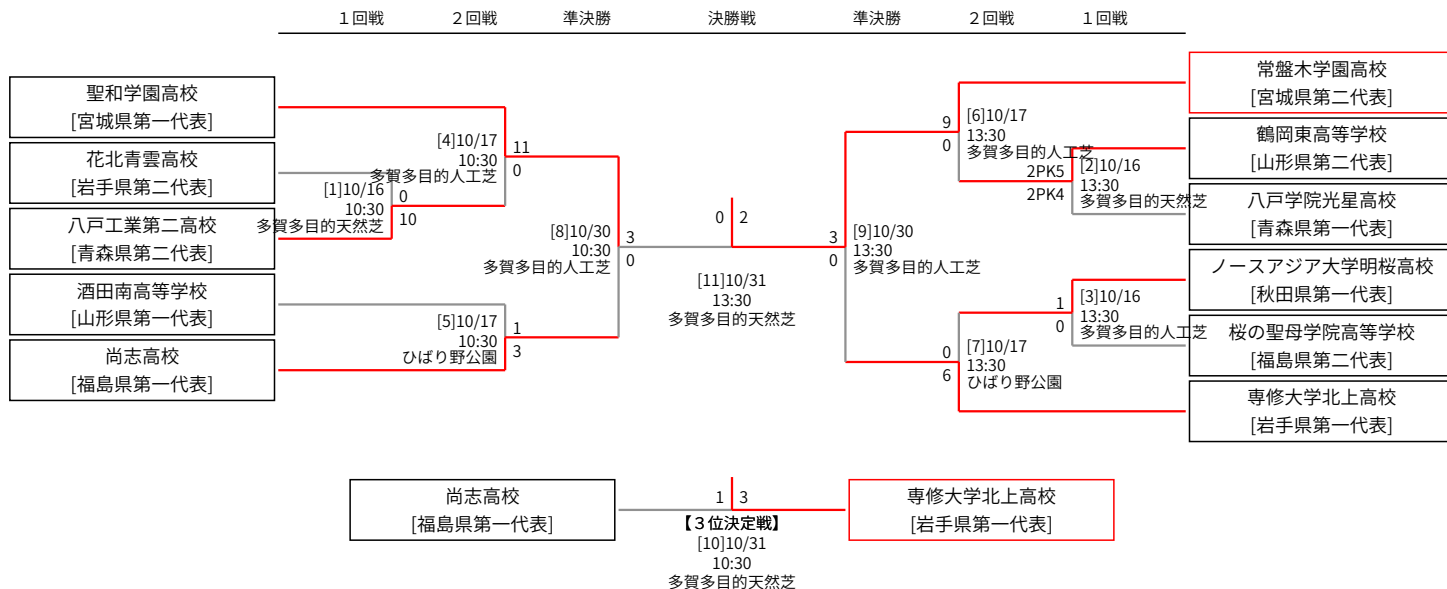 １回戦
２回戦
準決勝
決勝戦
準決勝
２回戦
１回戦
聖和学園高校
[宮城県第一代表]
花北青雲高校
[岩手県第二代表]
八戸工業第二高校
[青森県第二代表]
酒田南高等学校
[山形県第一代表]
尚志高校
[福島県第一代表]
[1]10/16
10:30
多賀多目的天然芝
0
10
[4]10/17
10:30
多賀多目的人工芝
11
0
[5]10/17
10:30
ひばり野公園
1
3
[8]10/30
10:30
多賀多目的人工芝
3
0
0
2
[11]10/31
13:30
多賀多目的天然芝
3
0
[9]10/30
13:30
多賀多目的人工芝
9
0
[6]10/17
13:30
多賀多目的人工芝
2PK5
2PK4
[2]10/16
13:30
多賀多目的天然芝
1
0
[3]10/16
13:30
多賀多目的人工芝
0
6
[7]10/17
13:30
ひばり野公園
常盤木学園高校
[宮城県第二代表]
鶴岡東高等学校
[山形県第二代表]
八戸学院光星高校
[青森県第一代表]
ノースアジア大学明桜高校
[秋田県第一代表]
桜の聖母学院高等学校
[福島県第二代表]
専修大学北上高校
[岩手県第一代表]
尚志高校
[福島県第一代表]
1
3
【３位決定戦】
[10]10/31
10:30
多賀多目的天然芝
専修大学北上高校
[岩手県第一代表]